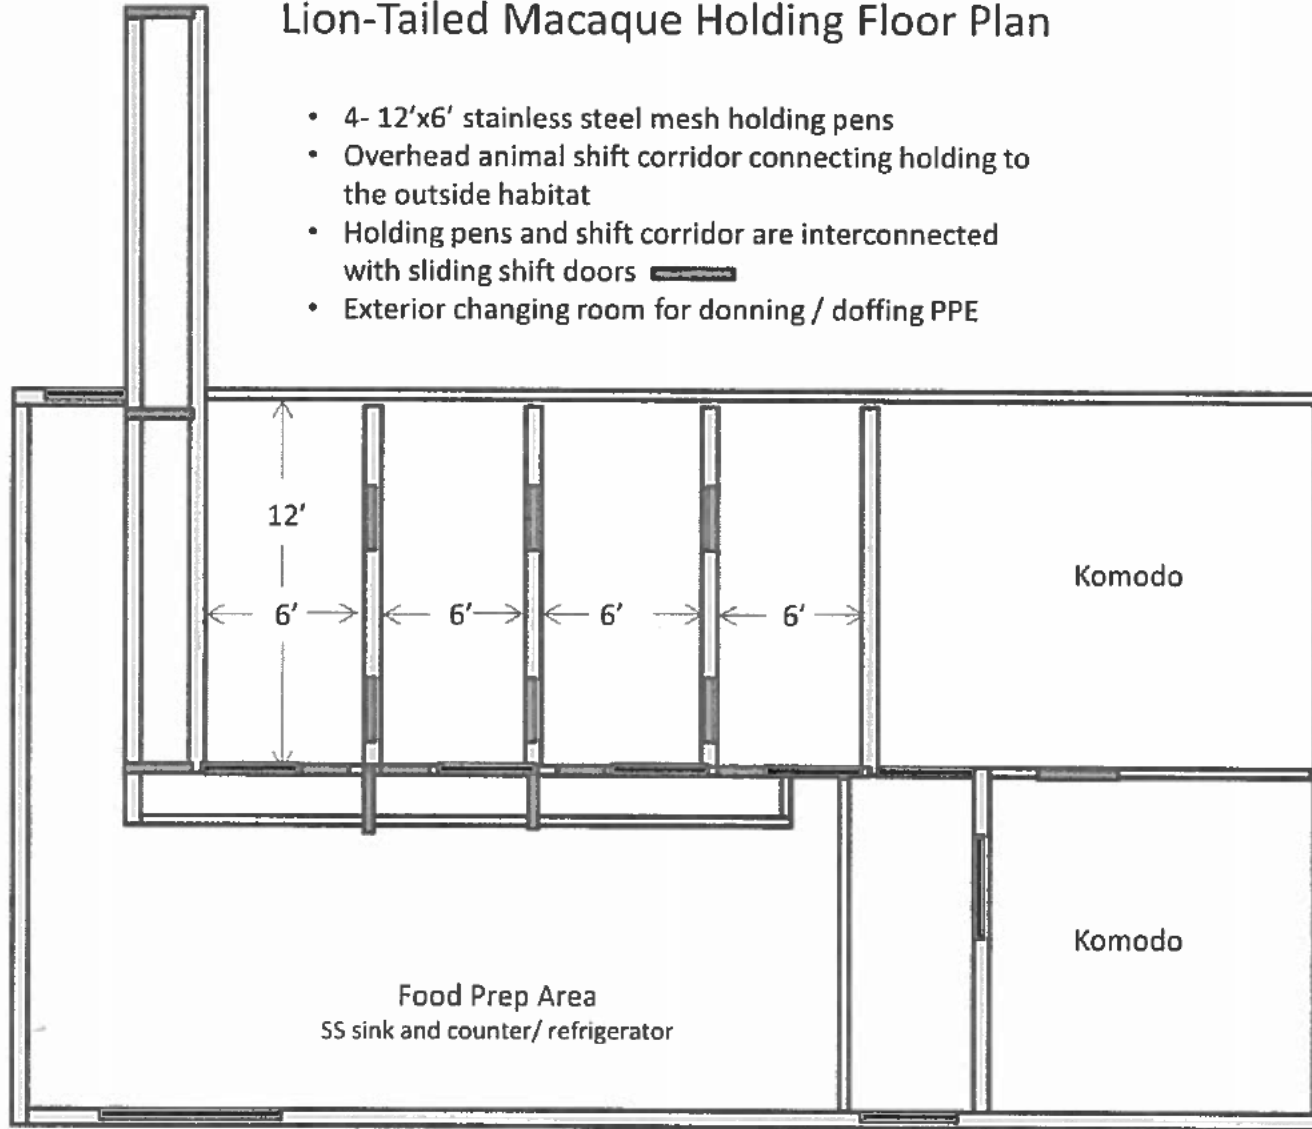 Lion-Tailed Macaque Holding Floor Plan
• 4- 12'x6' stainless steel mesh holding pens
• Overhead animal shift corridor connecting holding to
the outside habitat
• Holding pens and shift corridor are interconnected
with sliding shift doors
• Exterior changing room for donning / doffing PPE
12'
6' 6' 6' 6'
Komodo
Komodo
Food Prep Area
SS sink and counter/ refrigerator